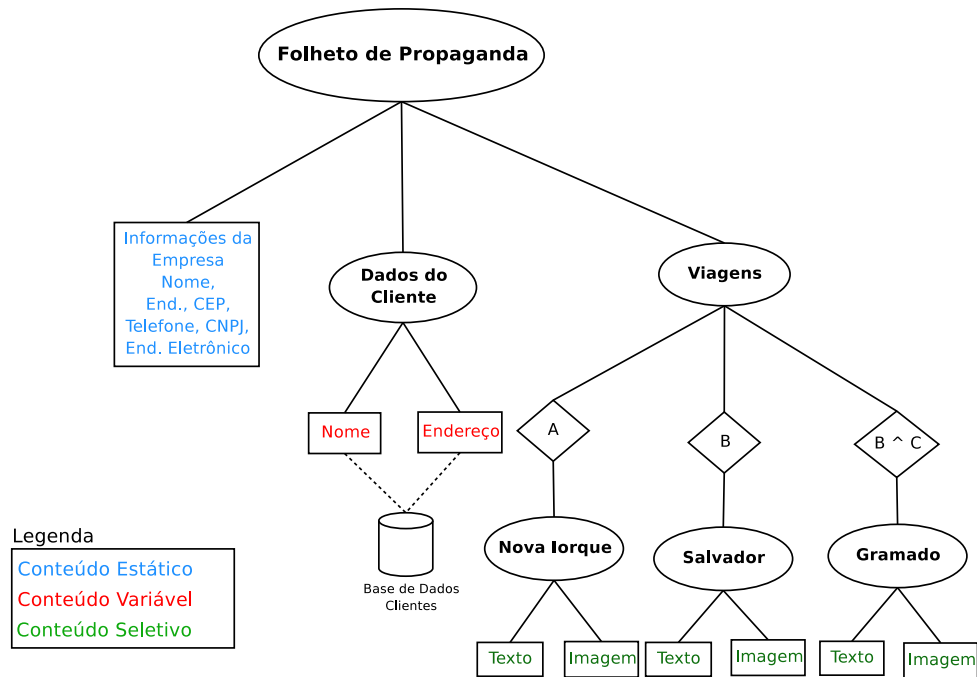 Folheto de Propaganda
Informações da
Empresa
Nome,
End., CEP,
Telefone, CNPJ,
End. Eletrônico
Dados do
Cliente
Viagens
Nome
Endereço
A
B
B ^ C
Base de Dados
Clientes
Nova Iorque
Salvador
Gramado
Texto
Imagem
Texto
Imagem
Texto
Imagem
Legenda
Conteúdo Estático
Conteúdo Variável
Conteúdo Seletivo